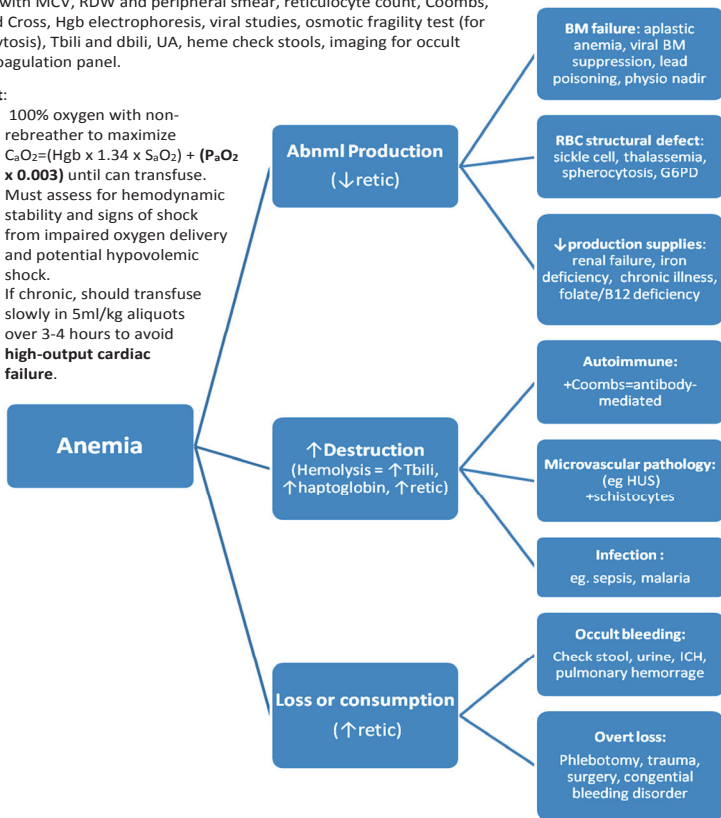 with MCV, RDW and peripheral smear, reticulocyte count, Coombs,
d Cross, Hgb electrophoresis, viral studies, osmotic fragility test (for
ytosis), Tbili and dbili, UA, heme check stools, imaging for occult
oagulation panel.
t:
100% oxygen with non-
rebreather to maximize
CₐO₂=(Hgb x 1.34 x SₐO₂) + (PₐO₂
x 0.003) until can transfuse.
Must assess for hemodynamic
stability and signs of shock
from impaired oxygen delivery
and potential hypovolemic
shock.
If chronic, should transfuse
slowly in 5ml/kg aliquots
over 3-4 hours to avoid
high-output cardiac
failure.
Anemia
Abnml Production
(↓retic)
BM failure: aplastic
anemia, viral BM
suppression, lead
poisoning, physio nadir
RBC structural defect:
sickle cell, thalassemia,
spherocytosis, G6PD
↓production supplies:
renal failure, iron
deficiency, chronic illness,
folate/B12 deficiency
↑Destruction
(Hemolysis = ↑Tbili,
↑haptoglobin, ↑retic)
Autoimmune:
+Coombs=antibody-
mediated
Microvascular pathology:
(eg HUS)
+schistocytes
Infection :
eg. sepsis, malaria
Loss or consumption
(↑retic)
Occult bleeding:
Check stool, urine, ICH,
pulmonary hemorrage
Overt loss:
Phlebotomy, trauma,
surgery, congential
bleeding disorder